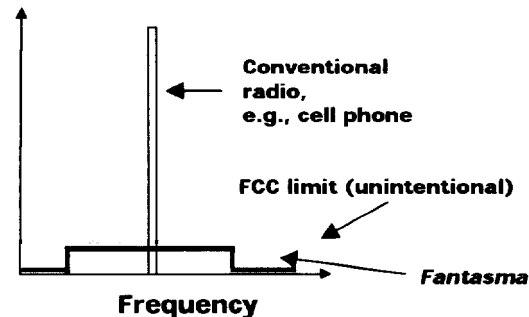 Conventional
radio,
e.g., cell phone
FCC limit (unintentional)
Fantasma
Frequency